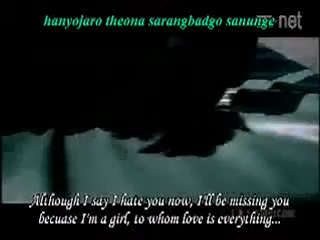 hanyojaro theona sarangbadgo sanunge
net
Although I say I hate you now, I'll be missing you
becuase I'm a girl, to whom love is everything...